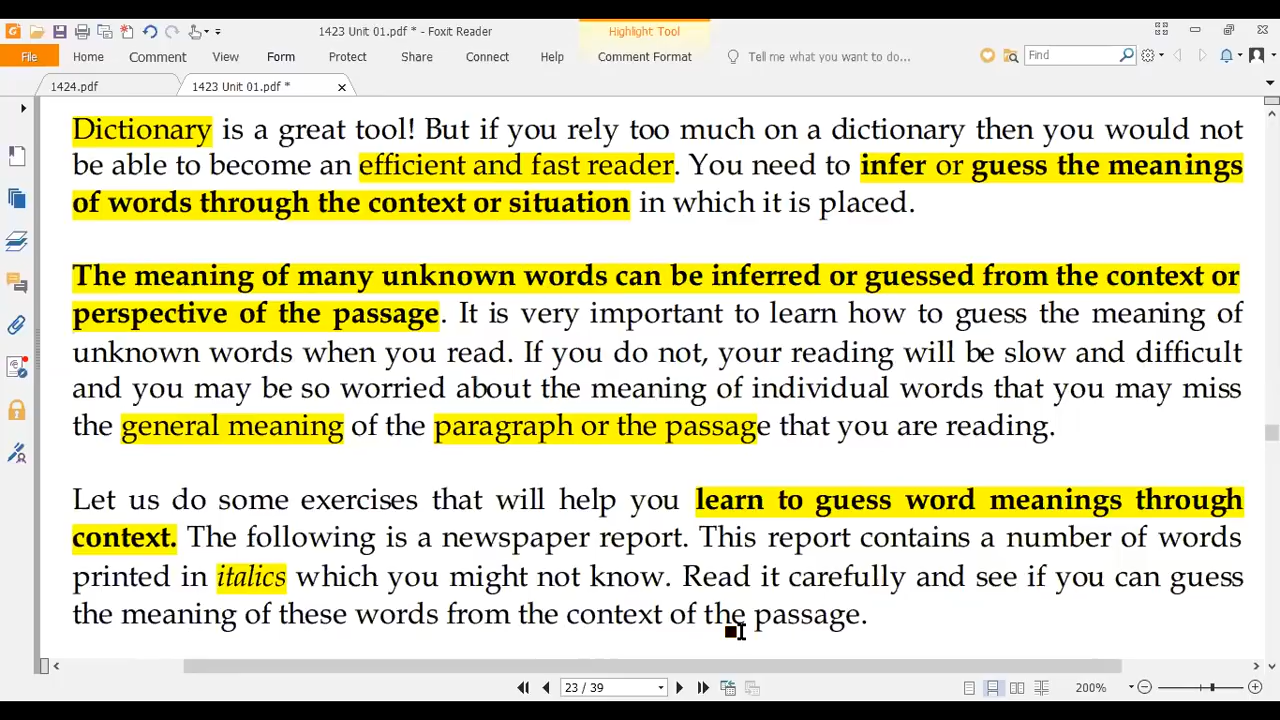 1423 Unit 01.pdf * - Foxit Reader
Highlight Tool
File Home Comment View Form Protect Share Connect Help Comment Format Tell me what you want to do... Find
1424.pdf 1423 Unit 01.pdf *
Dictionary is a great tool! But if you rely too much on a dictionary then you would not
be able to become an efficient and fast reader. You need to infer or guess the meanings
of words through the context or situation in which it is placed.
The meaning of many unknown words can be inferred or guessed from the context or
perspective of the passage. It is very important to learn how to guess the meaning of
unknown words when you read. If you do not, your reading will be slow and difficult
and you may be so worried about the meaning of individual words that you may miss
the general meaning of the paragraph or the passage that you are reading.
Let us do some exercises that will help you learn to guess word meanings through
context. The following is a newspaper report. This report contains a number of words
printed in italics which you might not know. Read it carefully and see if you can guess
the meaning of these words from the context of the passage.
23 / 39 200%